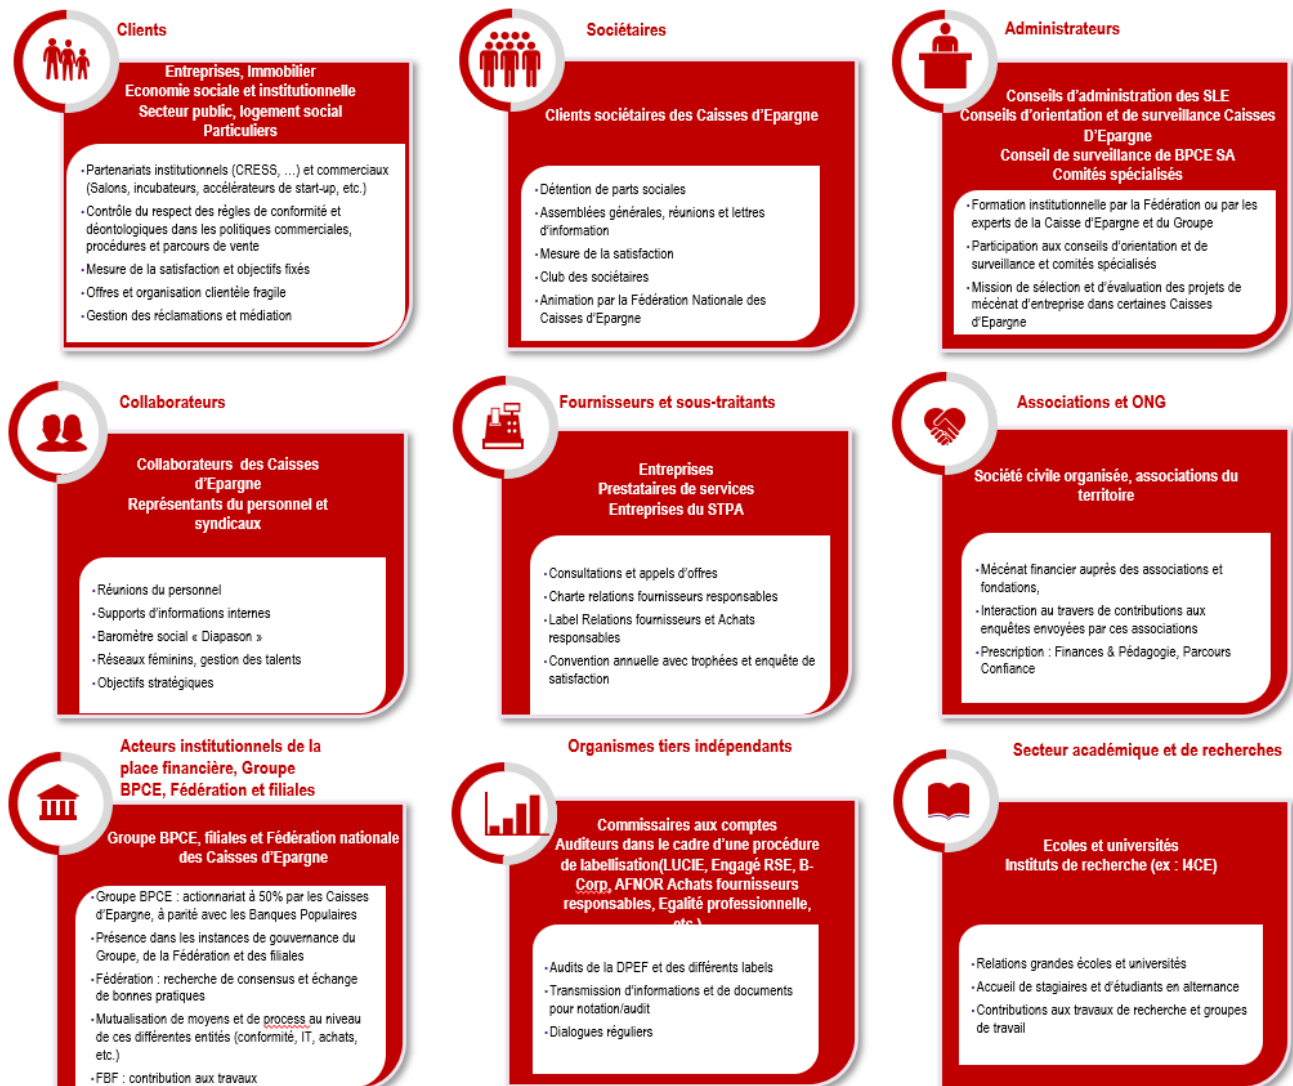 Clients
Entreprises, Immobilier
Economie sociale et institutionnelle
Secteur public, logement social
Particuliers
-Partenariats institutionnels (CRESS, ...) et commerciaux
(Salons, incubateurs, accélérateurs de start-up, etc.)
-Contrôle du respect des règles de conformité et
déontologiques dans les politiques commerciales,
procédures et parcours de vente
-Mesure de la satisfaction et objectifs fixés
-Offres et organisation clientèle fragile
-Gestion des réclamations et médiation
Sociétaires
Clients sociétaires des Caisses d'Epargne
-Détention de parts sociales
-Assemblées générales, réunions et lettres
d'information
-Mesure de la satisfaction
-Club des sociétaires
-Animation par la Fédération Nationale des
Caisses d'Epargne
Administrateurs
Conseils d'administration des SLE
Conseils d'orientation et de surveillance Caisses
D'Epargne
Conseil de surveillance de BPCE SA
Comités spécialisés
-Formation institutionnelle par la Fédération ou par les
experts de la Caisse d'Epargne et du Groupe
-Participation aux conseils d'orientation et de
surveillance et comités spécialisés
-Mission de sélection et d'évaluation des projets de
mécénat d'entreprise dans certaines Caisses
d'Epargne
Collaborateurs
Collaborateurs des Caisses
d'Epargne
Représentants du personnel et
syndicaux
-Réunions du personnel
-Supports d'informations internes
-Baromètre social « Diapason »
-Réseaux féminins, gestion des talents
-Objectifs stratégiques
Fournisseurs et sous-traitants
Entreprises
Prestataires de services
Entreprises du STPA
-Consultations et appels d'offres
-Charte relations fournisseurs responsables
-Label Relations fournisseurs et Achats
responsables
-Convention annuelle avec trophées et enquête de
satisfaction
Associations et ONG
Société civile organisée, associations du
territoire
-Mécénat financier auprès des associations et
fondations,
-Interaction au travers de contributions aux
enquêtes envoyées par ces associations
-Prescription : Finances & Pédagogie, Parcours
Confiance
Acteurs institutionnels de la
place financière, Groupe
BPCE, Fédération et filiales
Groupe BPCE, filiales et Fédération nationale
des Caisses d'Epargne
-Groupe BPCE : actionnariat à 50% par les Caisses
d'Epargne, à parité avec les Banques Populaires
-Présence dans les instances de gouvernance du
Groupe, de la Fédération et des filiales
-Fédération : recherche de consensus et échange
de bonnes pratiques
-Mutualisation de moyens et de process au niveau
de ces différentes entités (conformité, IT, achats,
etc.)
-FBF : contribution aux travaux
Organismes tiers indépendants
Commissaires aux comptes
Auditeurs dans le cadre d'une procédure
de labellisation(LUCIE, Engagé RSE, B-
Corp, AFNOR Achats fournisseurs
responsables, Egalité professionnelle,
etc.)
-Audits de la DPEF et des différents labels
-Transmission d'informations et de documents
pour notation/audit
-Dialogues réguliers
Secteur académique et de recherches
Ecoles et universités
Instituts de recherche (ex : I4CE)
-Relations grandes écoles et universités
-Accueil de stagiaires et d'étudiants en alternance
-Contributions aux travaux de recherche et groupes
de travail